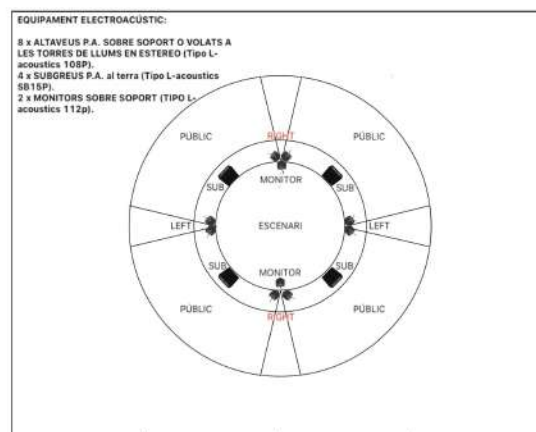 EQUIPAMENT ELECTROACÚSTIC:
8 x ALTAVEUS P.A. SOBRE SOPORT O VOLATS A
LES TORRES DE LLUMS EN ESTEREO (Tipo L-
acoustics 108P).
4 x SUBGREUS P.A. al terra (Tipo L-acoustics
SB15P).
2 x MONITORS SOBRE SOPORT (TIPO L-
acoustics 112p).
PÚBLIC
RIGHT
PÚBLIC
MONITOR
SUB
SUB
LEFT
ESCENARI
LEFT
SUB
MONITOR
SUB
PÚBLIC
RIGHT
PÚBLIC